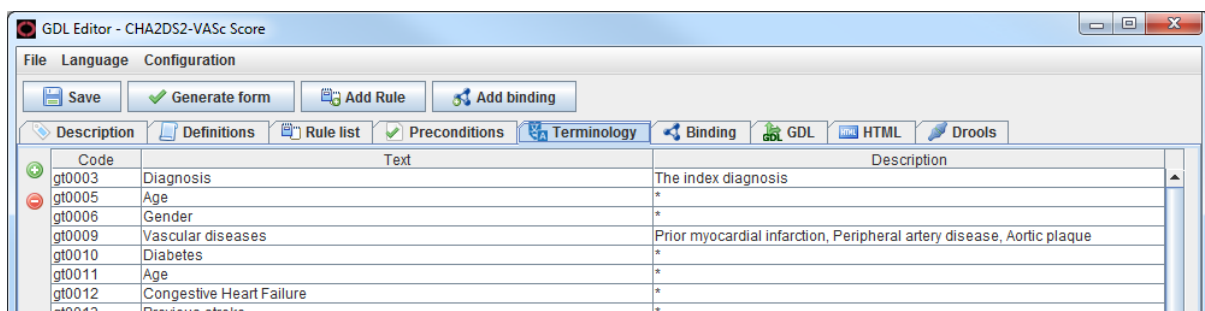 GDL Editor - CHA2DS2-VASc Score
File Language Configuration
Save Generate form Add Rule Add binding
Description Definitions Rule list Preconditions Terminology Binding GDL HTML Drools
Code Text Description
gt0003 Diagnosis The index diagnosis
gt0005 Age *
gt0006 Gender *
gt0009 Vascular diseases Prior myocardial infarction, Peripheral artery disease, Aortic plaque
gt0010 Diabetes *
gt0011 Age *
gt0012 Congestive Heart Failure *